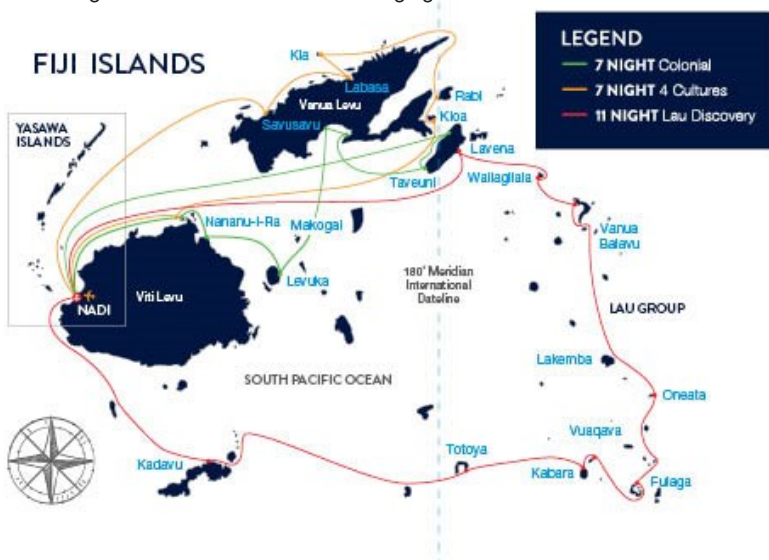 FIJI ISLANDS
LEGEND
7 NIGHT Colonial
7 NIGHT 4 Cultures
11 NIGHT Lau Discovery
YASAWA
ISLANDS
Kia
Labasa
Vanua Levu
Savusavu
Rabi
Kioa
Lavena
Taveuni
Wailagilala
Nananu-I-Ra
Makogai
Vanua
Balavu
Levuka
180° Meridian
International
Dateline
NADI
Viti Levu
LAU GROUP
SOUTH PACIFIC OCEAN
Lakemba
Oneata
Vuaqava
Totoya
Kadavu
Kabara
Fulaga